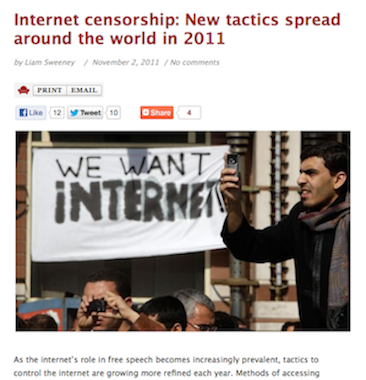 Internet censorship: New tactics spread
around the world in 2011
by Liam Sweeney / November 2, 2011 / No comments
PRINT EMAIL
Like 12 Tweet 10 Share 4
WE WANT
iNTERNET!
As the internet's role in free speech becomes increasingly prevalent, tactics to
control the internet are growing more refined each year. Methods of accessing